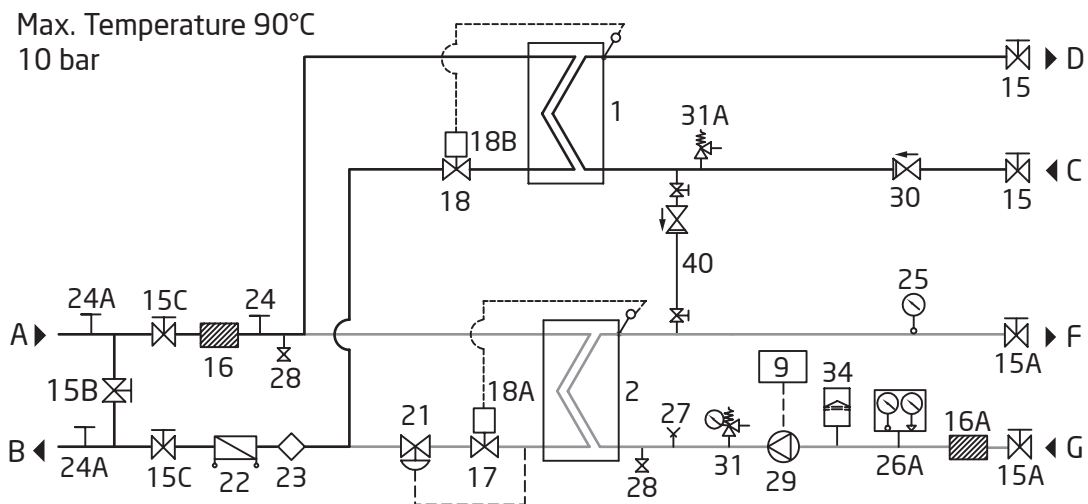 Max. Temperature 90°C
10 bar
D
15
1
31A
18B
18
30
15
C
40
24A
15C
24
25
A
16
28
F
15A
15B
18A
2
9
34
21
27
16A
B
24A
15C
22
23
17
28
31
29
26A
15A
G